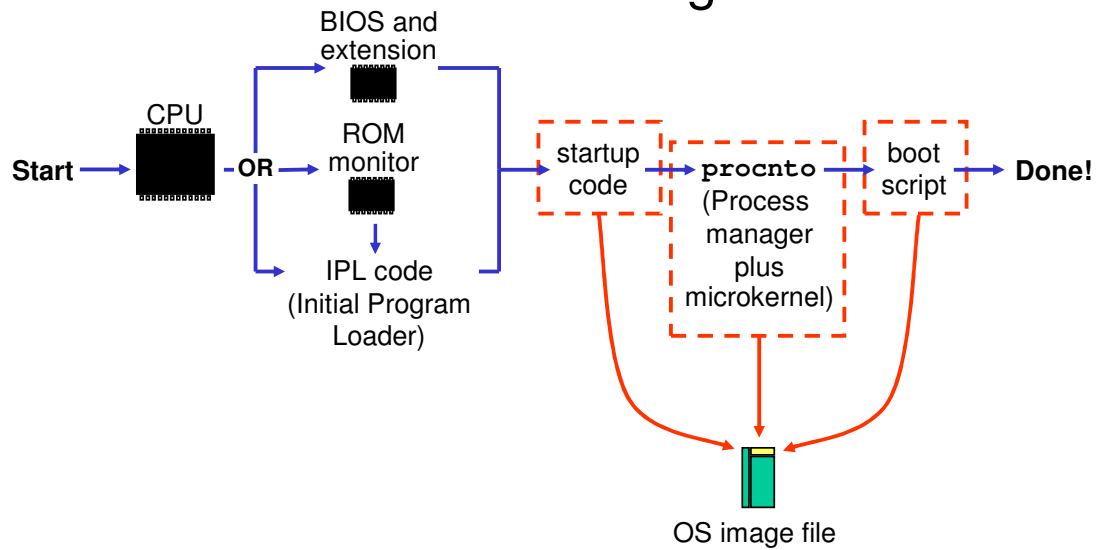 g
BIOS and
extension
CPU
ROM
monitor
Start
OR
IPL code
(Initial Program
Loader)
startup
code
procnto
(Process
manager
plus
microkernel)
boot
script
Done!
OS image file